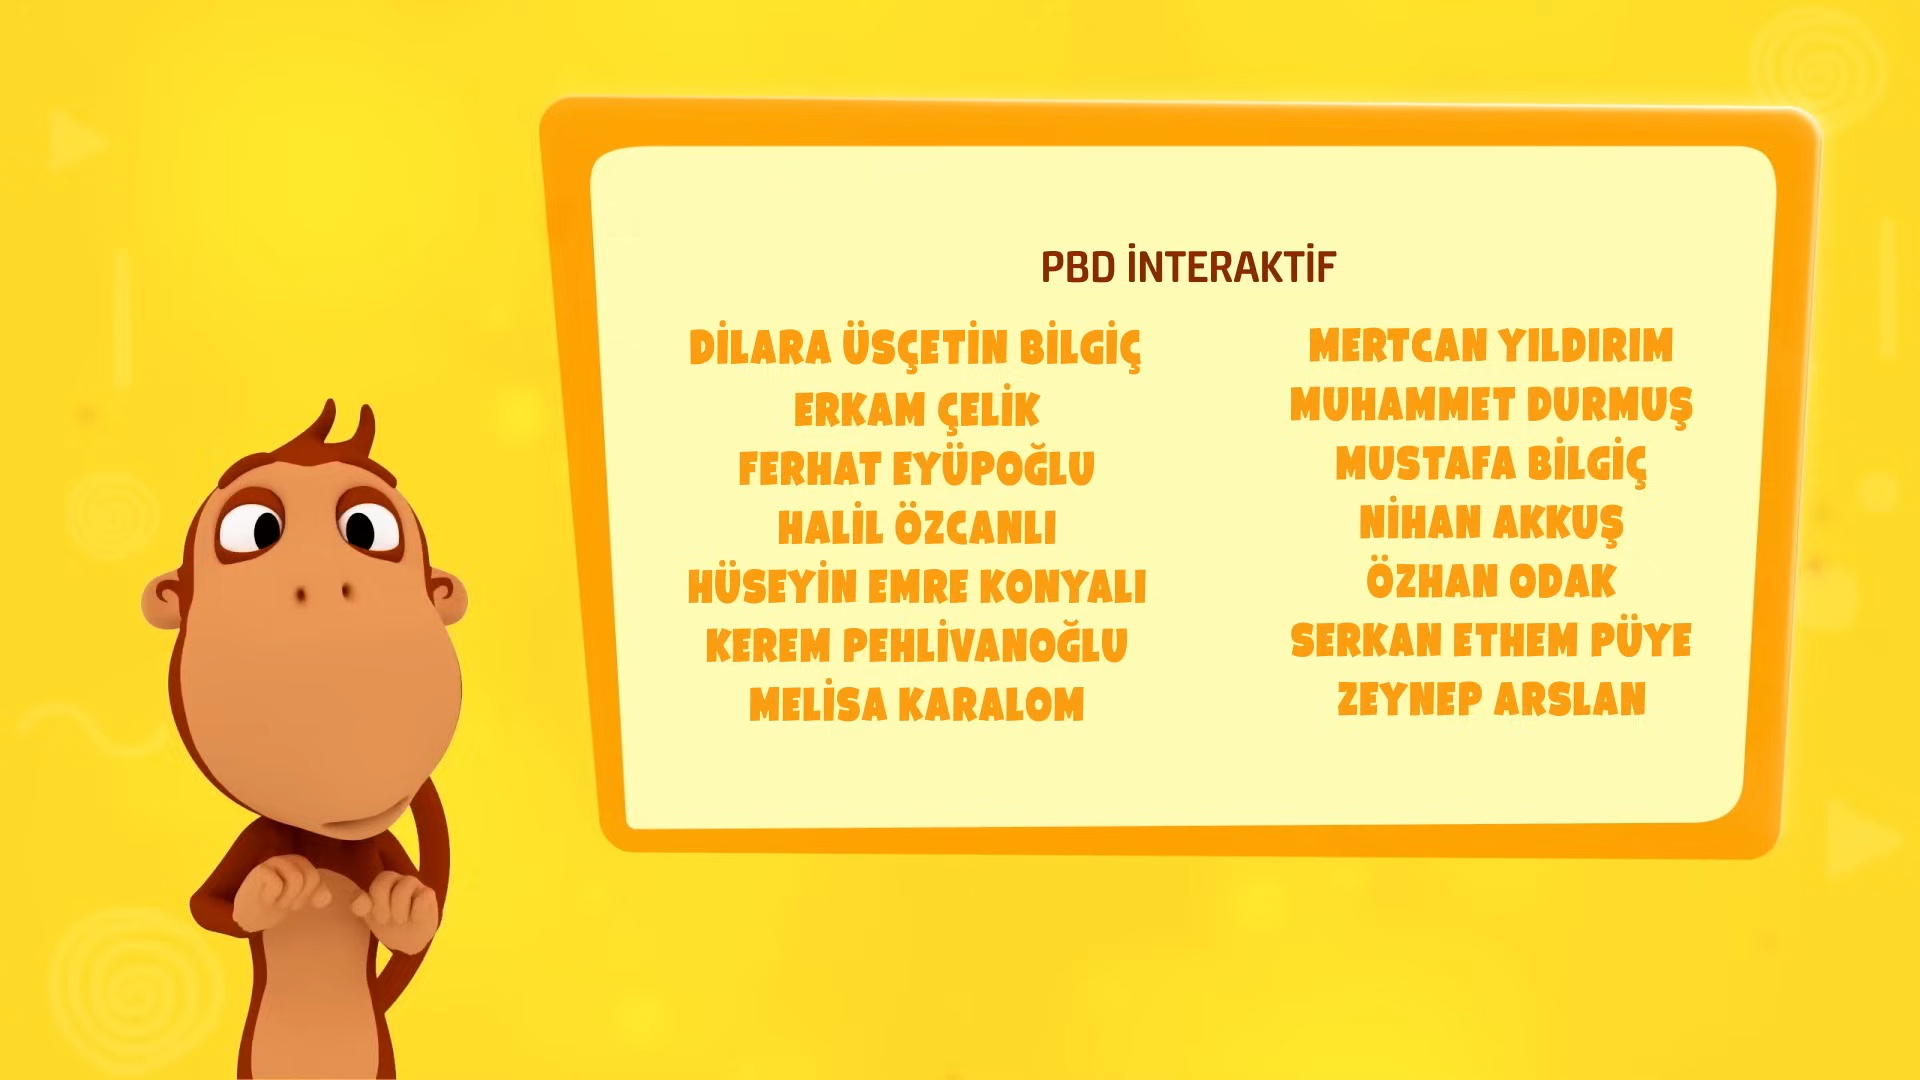 PBD İNTERAKTİF
DİLARA ÜSÇETİN BİLGİÇ
ERKAM ÇELİK
FERHAT EYÜPOĞLU
HALİL ÖZCANLI
HÜSEYİN EMRE KONYALI
KEREM PEHLİVANOĞLU
MELİSA KARALOM
MERTCAN YILDIRIM
MUHAMMET DURMUŞ
MUSTAFA BİLGİÇ
NİHAN AKKUŞ
ÖZHAN ODAK
SERKAN ETHEM PÜYE
ZEYNEP ARSLAN